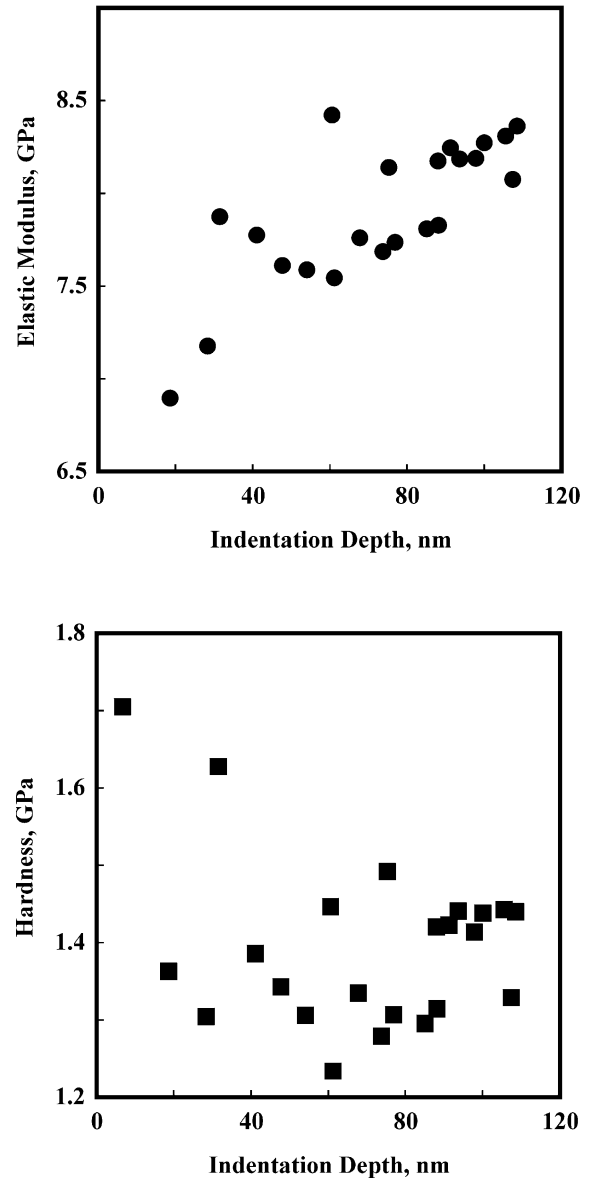 8.5
7.5
6.5
Elastic Modulus, GPa
0 40 80 120
Indentation Depth, nm
1.8
1.6
1.4
1.2
Hardness, GPa
0 40 80 120
Indentation Depth, nm